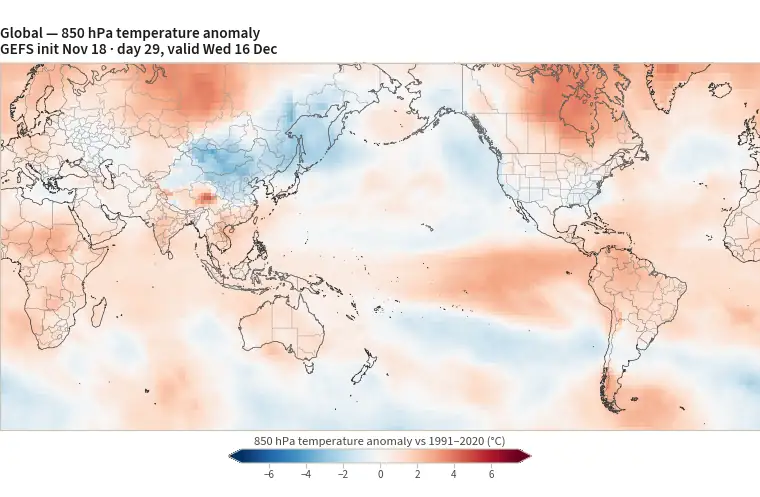 Global — 850 hPa temperature anomaly
GEFS init Nov 18 · day 29, valid Wed 16 Dec
850 hPa temperature anomaly vs 1991–2020 (°C)
−6 −4 −2 0 2 4 6